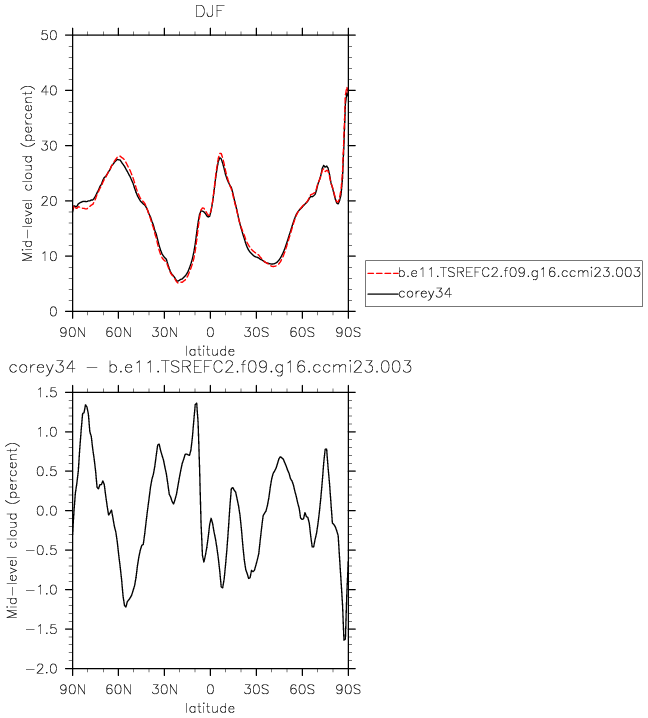 DJF
50
40
30
20
10
0
Mid-level cloud (percent)
90N 60N 30N 0 30S 60S 90S
latitude
b.e11.TSREFC2.f09.g16.ccmi23.003
corey34
corey34 − b.e11.TSREFC2.f09.g16.ccmi23.003
1.5
1.0
0.5
0.0
−0.5
−1.0
−1.5
−2.0
Mid-level cloud (percent)
90N 60N 30N 0 30S 60S 90S
latitude